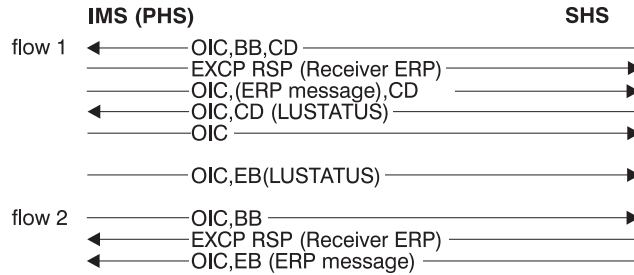 IMS (PHS) SHS
flow 1 OIC,BB,CD
EXCP RSP (Receiver ERP)
OIC,(ERP message),CD
OIC,CD (LUSTATUS)
OIC
OIC,EB(LUSTATUS)
flow 2 OIC,BB
EXCP RSP (Receiver ERP)
OIC,EB (ERP message)